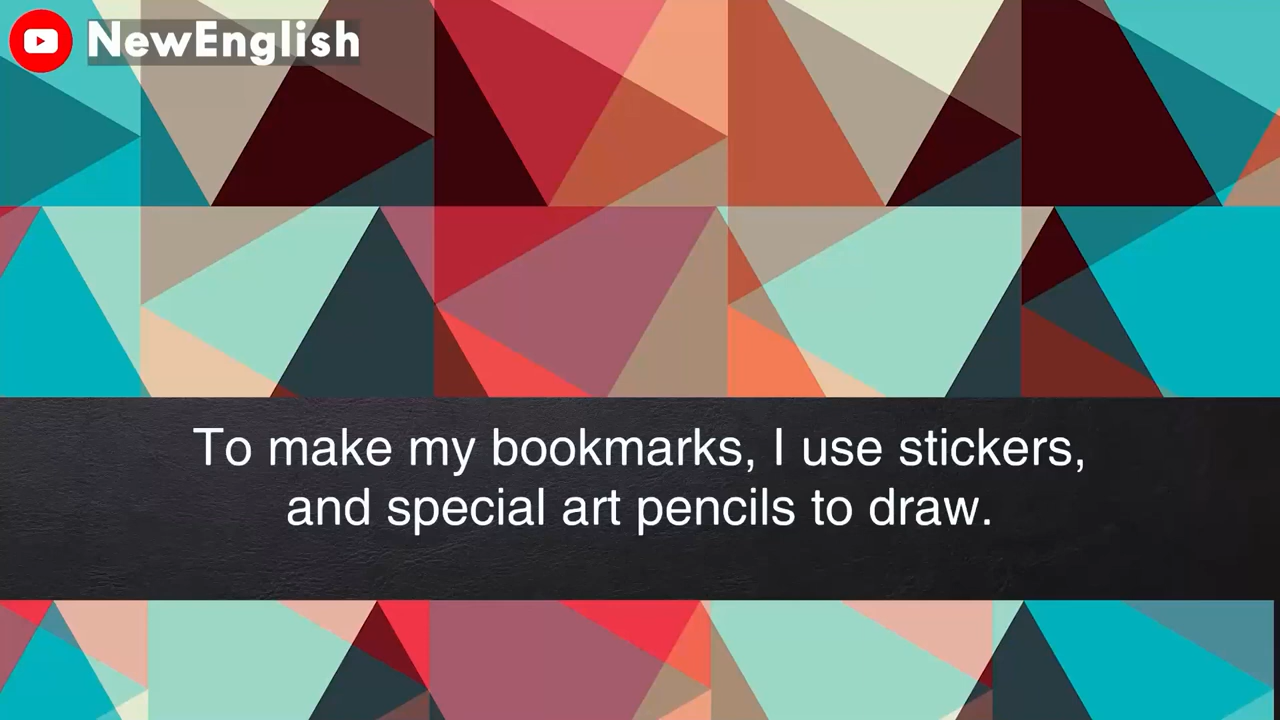 NewEnglish
To make my bookmarks, I use stickers,
and special art pencils to draw.